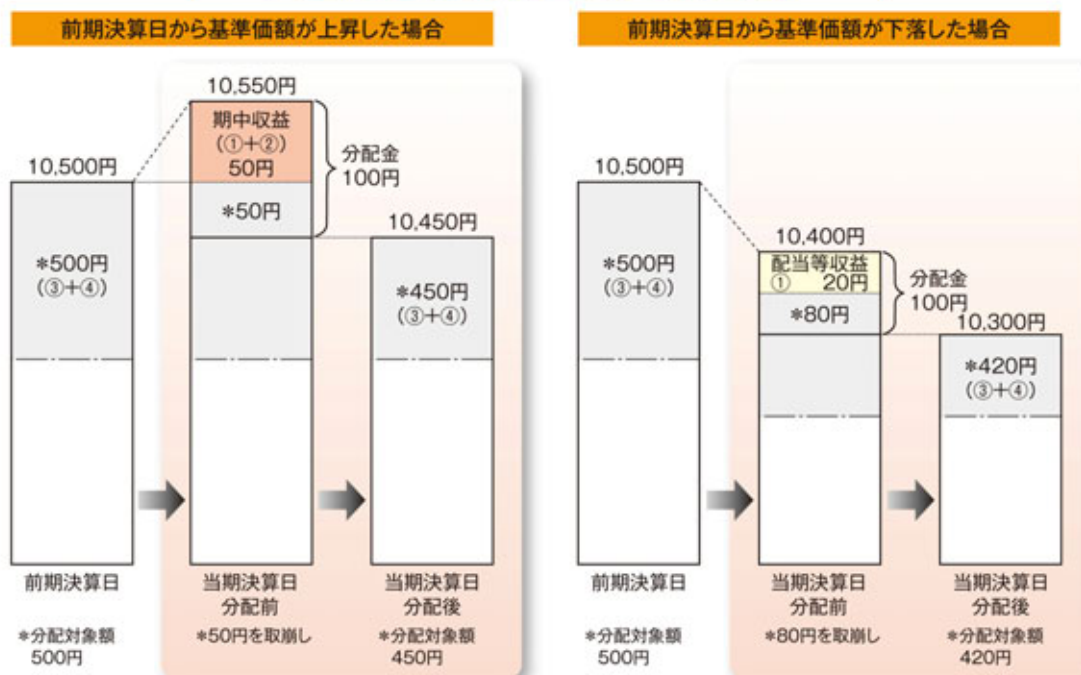 前期決算日から基準価額が上昇した場合
10,550円
期中収益
(①+②)
50円
分配金
100円
10,500円
*50円
10,450円
*500円
(③+④)
*450円
(③+④)
前期決算日
当期決算日
分配前
当期決算日
分配後
*分配対象額
500円
*50円を取崩し
*分配対象額
450円
前期決算日から基準価額が下落した場合
10,500円
10,400円
配当等収益
① 20円
分配金
100円
*500円
(③+④)
*80円
10,300円
*420円
(③+④)
前期決算日
当期決算日
分配前
当期決算日
分配後
*分配対象額
500円
*80円を取崩し
*分配対象額
420円